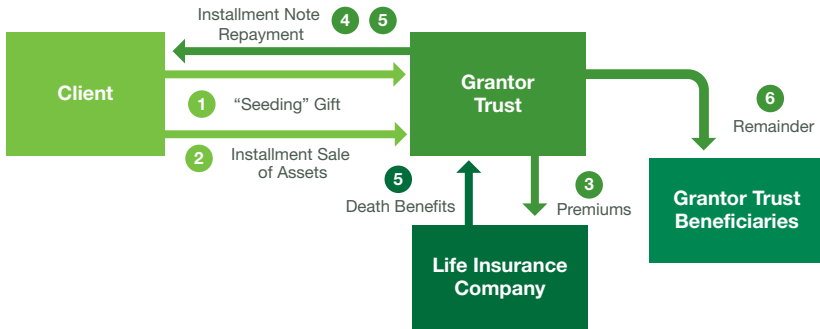 Installment Note
Repayment
4 5
Client
Grantor
Trust
1 “Seeding” Gift
2 Installment Sale
of Assets
6
Remainder
5
Death Benefits
3
Premiums
Grantor Trust
Beneficiaries
Life Insurance
Company